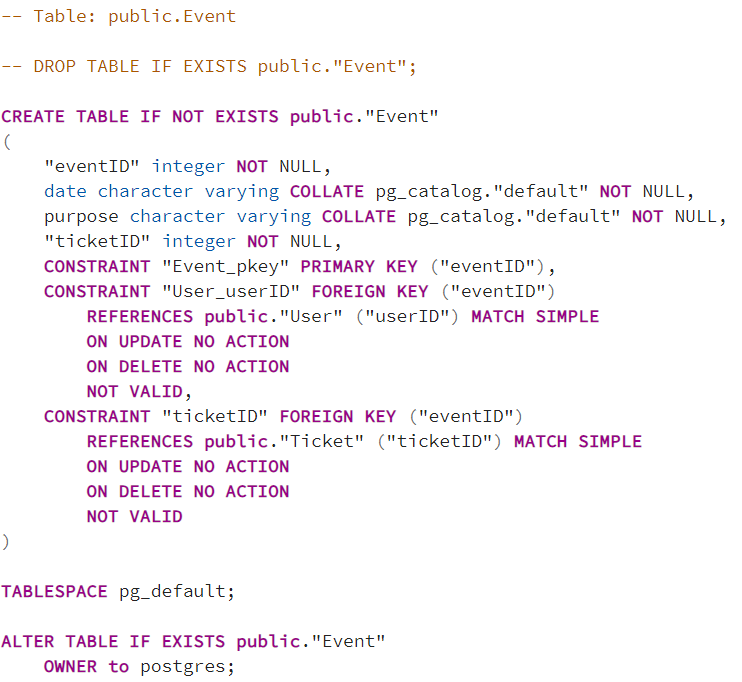 -- Table: public.Event
-- DROP TABLE IF EXISTS public."Event";
CREATE TABLE IF NOT EXISTS public."Event"
(
"eventID" integer NOT NULL,
date character varying COLLATE pg_catalog."default" NOT NULL,
purpose character varying COLLATE pg_catalog."default" NOT NULL,
"ticketID" integer NOT NULL,
CONSTRAINT "Event_pkey" PRIMARY KEY ("eventID"),
CONSTRAINT "User_userID" FOREIGN KEY ("eventID")
REFERENCES public."User" ("userID") MATCH SIMPLE
ON UPDATE NO ACTION
ON DELETE NO ACTION
NOT VALID,
CONSTRAINT "ticketID" FOREIGN KEY ("eventID")
REFERENCES public."Ticket" ("ticketID") MATCH SIMPLE
ON UPDATE NO ACTION
ON DELETE NO ACTION
NOT VALID
)
TABLESPACE pg_default;
ALTER TABLE IF EXISTS public."Event"
OWNER to postgres;